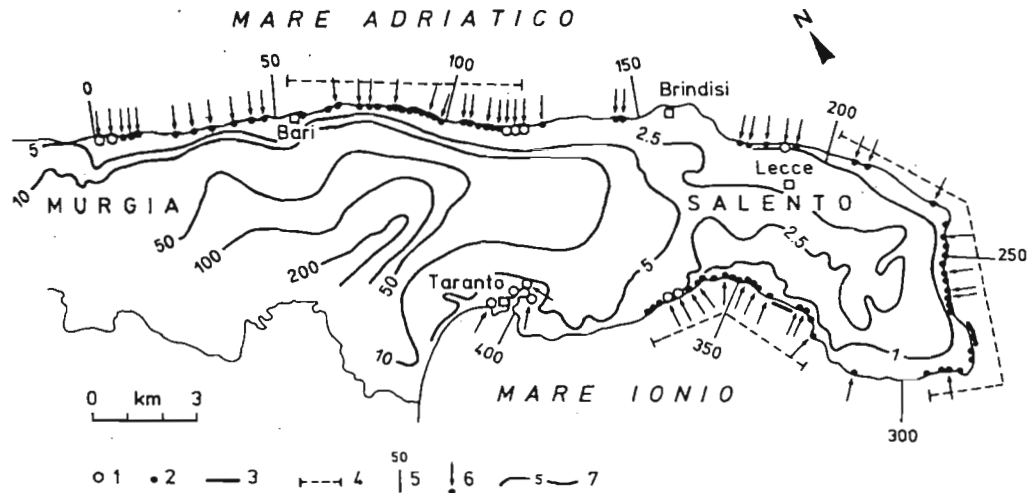 MARE ADRIATICO
N
0
50
100
150
Brindisi
200
Bari
2.5
Lecce
5
10
MURGIA
SALENTO
50
100
200
50
2.5
250
Taranto
5
10
400
350
1
0 km 3
MARE IONIO
300
1 2 3 4 50 5 6 5 7